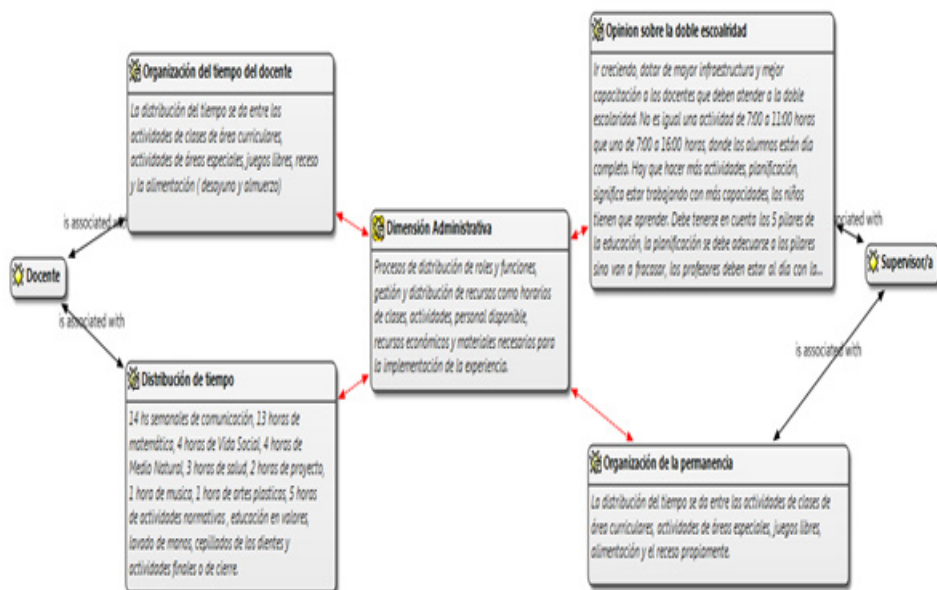 Organización del tiempo del docente
La distribución del tiempo se da entre las
actividades de clases de área curriculares,
actividades de áreas especiales, juegos libres, receso
y la alimentación ( desayuno y almuerzo)
Opinion sobre la doble escoalridad
Ir creciendo, dotar de mayor infraestructura y mejor
capacitación a los docentes que deben atender a la doble
escolaridad. No es igual una actividad de 7:00 a 11:00 horas
que una de 7:00 a 16:00 horas, donde los alumnos están día
completo. Hay que hacer más actividades, planificación,
significa estar trabajando con más capacidades, los niños
tienen que aprender. Debe tenerse en cuenta los 5 pilares de
la educación, la planificación se debe adecuarse a los pilares
sino van a fracasar, los profesores deben estar al día con la...
is associated with
Docente
is associated with
Dimensión Administrativa
Procesos de distribución de roles y funciones,
gestión y distribución de recursos como horarios
de clases, actividades, personal disponible,
recursos económicos y materiales necesarios para
la implementación de la experiencia.
associated with
Supervisor/a
is associated with
Distribución de tiempo
14 hs semanales de comunicación, 13 horas de
matemática, 4 horas de Vida Social, 4 horas de
Medio Natural, 3 horas de salud, 2 horas de proyecto,
1 hora de musica, 1 hora de artes plasticas, 5 horas
de actividades normativas , educación en valores,
lavado de manos, cepillados de los dientes y
actividades finales o de cierre.
Organización de la permanencia
La distribución del tiempo se da entre las actividades de clases de
área curriculares, actividades de áreas especiales, juegos libres,
alimentación y el receso propiamente.